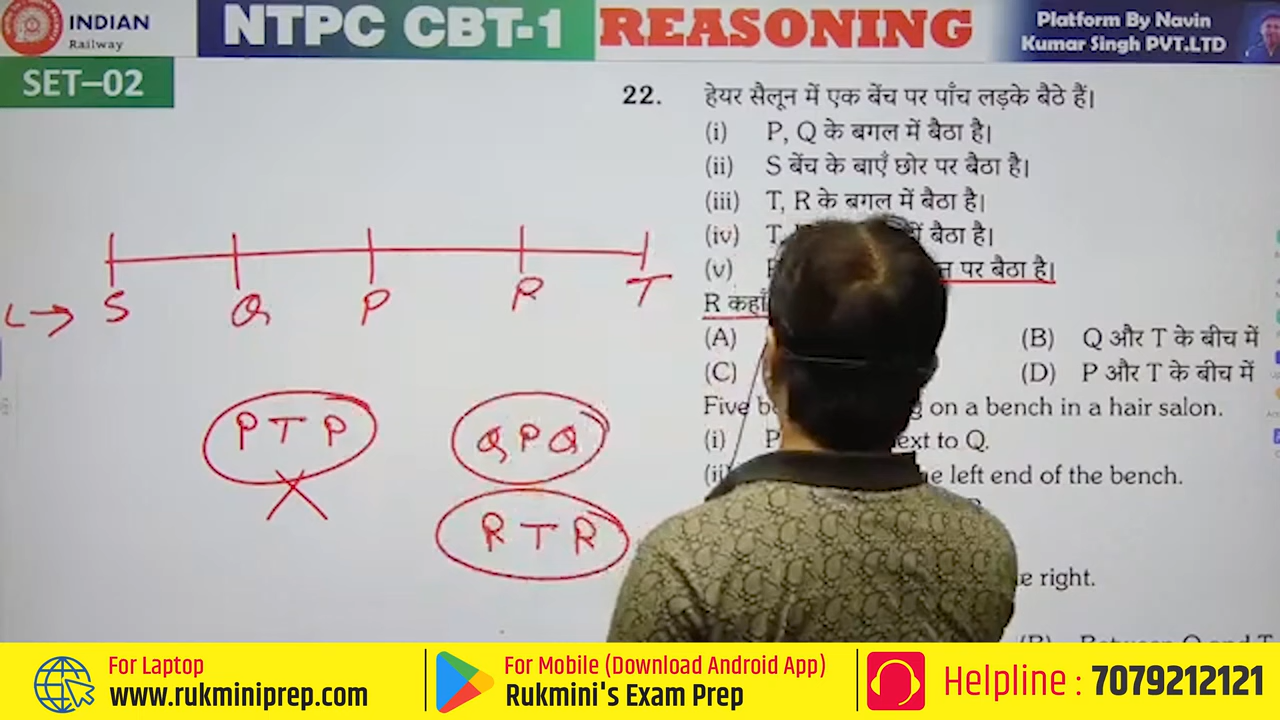 INDIAN
Railway
NTPC CBT-1
REASONING
Platform By Navin
Kumar Singh PVT.LTD
SET–02
22. हेयर सैलून में एक बेंच पर पाँच लड़के बैठे हैं।
(i) P, Q के बगल में बैठा है।
(ii) S बेंच के बाएँ छोर पर बैठा है।
(iii) T, R के बगल में बैठा है।
(iv) T, बैठा है।
(v) पर बैठा है।
R कहाँ
(A) (B) Q और T के बीच में
(C) (D) P और T के बीच में
Five on a bench in a hair salon.
(i) P next to Q.
(ii) left end of the bench.
right.
S Q P R T
L →
P T P
Q P Q
R T R
For Laptop
www.rukminiprep.com
For Mobile (Download Android App)
Rukmini's Exam Prep
Helpline : 7079212121